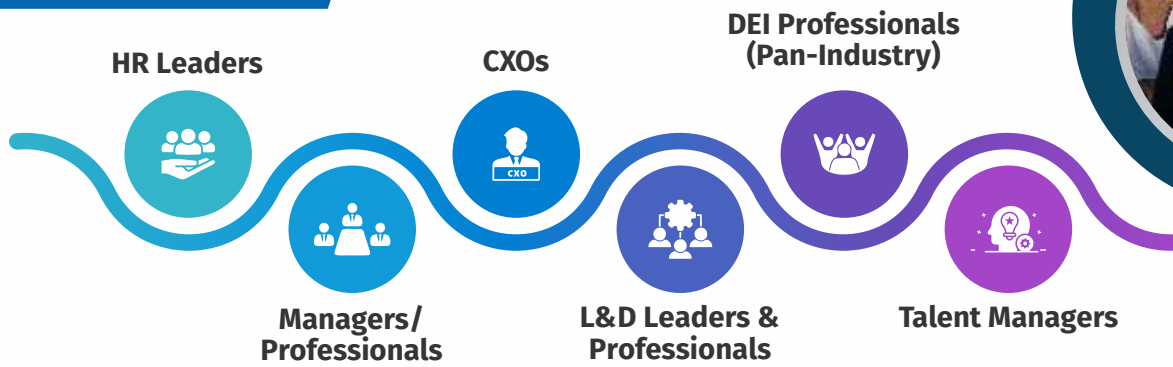 HR Leaders
Managers/
Professionals
CXOs
CXO
L&D Leaders &
Professionals
DEI Professionals
(Pan-Industry)
Talent Managers